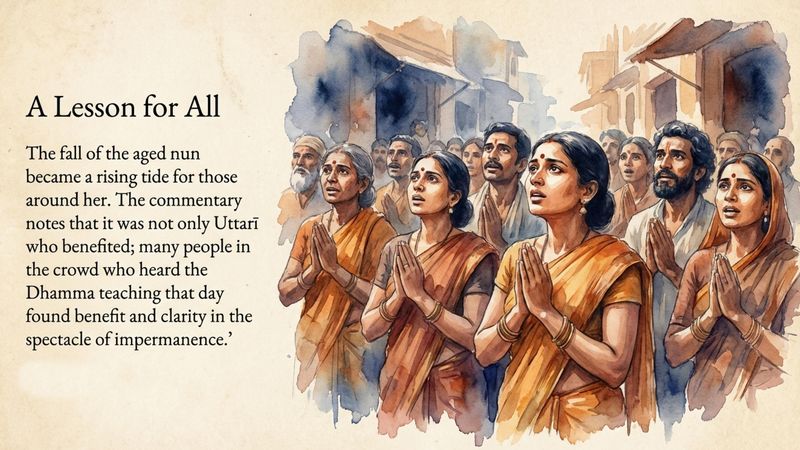 A Lesson for All
The fall of the aged nun
became a rising tide for those
around her. The commentary
notes that it was not only Uttarī
who benefited; many people in
the crowd who heard the
Dhamma teaching that day
found benefit and clarity in the
spectacle of impermanence.’